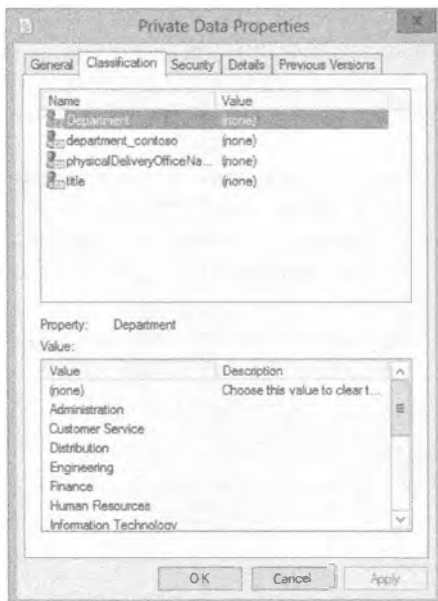 Private Data Properties
General Classification Security Details Previous Versions
Name Value
Department (none)
department_contoso (none)
physicalDeliveryOfficeNa... (none)
title (none)
Property: Department
Value:
Value Description
(none) Choose this value to clear t...
Administration
Customer Service
Distribution
Engineering
Finance
Human Resources
Information Technology
OK Cancel Apply